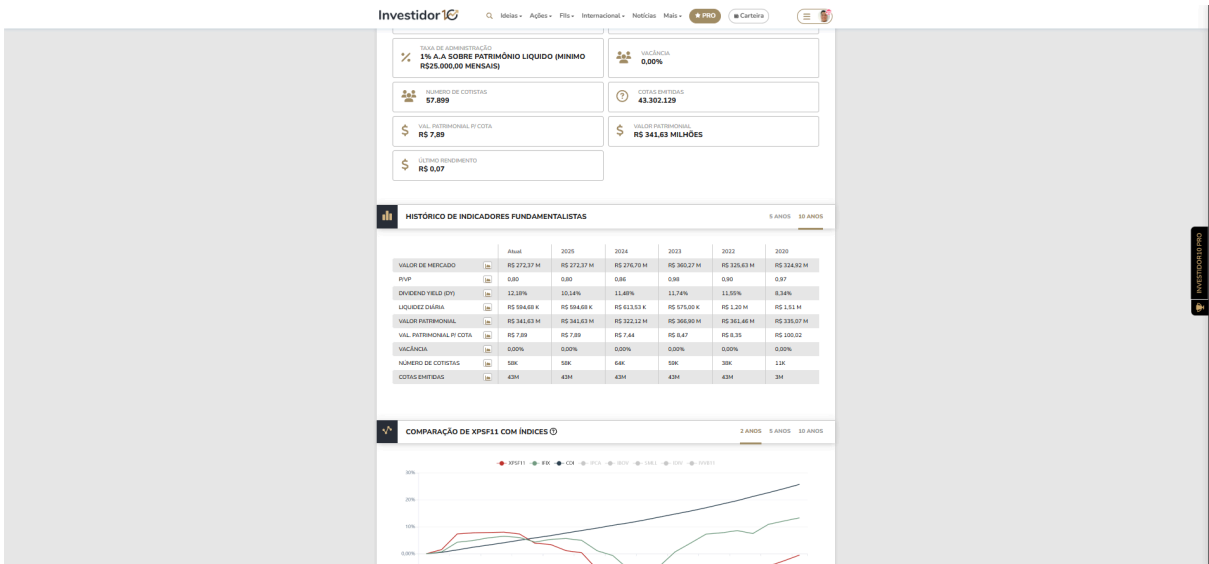 Investidor10
Ideias Ações FIIs Internacional Notícias Mais PRO Carteira
TAXA DE ADMINISTRAÇÃO
1% A.A SOBRE PATRIMÔNIO LIQUIDO (MINIMO
R$25.000,00 MENSAIS)
VACÂNCIA
0,00%
NUMERO DE COTISTAS
57.899
COTAS EMITIDAS
43.302.129
VAL. PATRIMONIAL P/ COTA
R$ 7,89
VALOR PATRIMONIAL
R$ 341,63 MILHÕES
ÚLTIMO RENDIMENTO
R$ 0,07
HISTÓRICO DE INDICADORES FUNDAMENTALISTAS 5 ANOS 10 ANOS
Atual 2025 2024 2023 2022 2020
VALOR DE MERCADO R$ 272,37 M R$ 272,37 M R$ 276,70 M R$ 360,27 M R$ 325,63 M R$ 324,92 M
P/VP 0,80 0,80 0,86 0,98 0,90 0,97
DIVIDEND YIELD (DY) 12,18% 10,14% 11,48% 11,74% 11,55% 8,34%
LIQUIDEZ DIÁRIA R$ 594,68 K R$ 594,68 K R$ 613,53 K R$ 575,00 K R$ 1,20 M R$ 1,51 M
VALOR PATRIMONIAL R$ 341,63 M R$ 341,63 M R$ 322,12 M R$ 366,90 M R$ 361,46 M R$ 335,07 M
VAL. PATRIMONIAL P/ COTA R$ 7,89 R$ 7,89 R$ 7,44 R$ 8,47 R$ 8,35 R$ 100,02
VACÂNCIA 0,00% 0,00% 0,00% 0,00% 0,00% 0,00%
NÚMERO DE COTISTAS 58K 58K 64K 59K 38K 11K
COTAS EMITIDAS 43M 43M 43M 43M 43M 3M
INVESTIDOR10 PRO
COMPARAÇÃO DE XPSF11 COM ÍNDICES 2 ANOS 5 ANOS 10 ANOS
XPSF11 IFIX CDI IPCA IBOV SMLL IDIV IVVB11
30%
20%
10%
0,00%